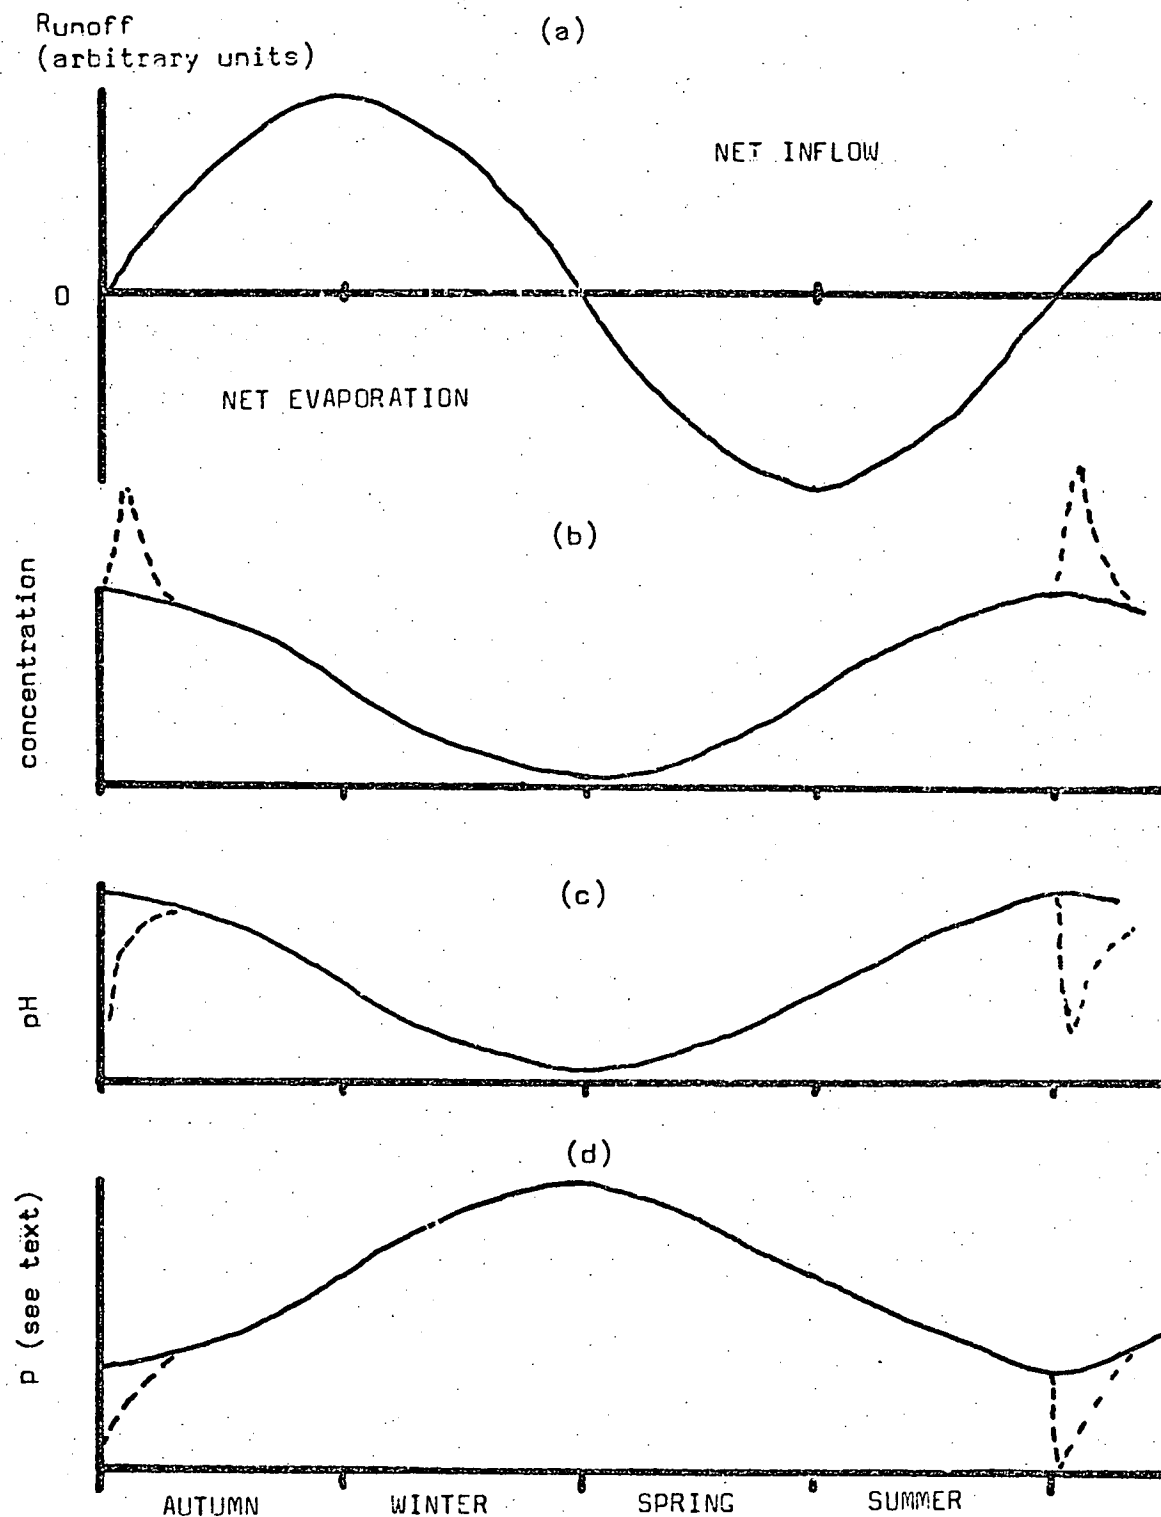 Runoff
(arbitrary units)
(a)
NET INFLOW
0
NET EVAPORATION
(b)
concentration
(c)
pH
(d)
p (see text)
AUTUMN WINTER SPRING SUMMER